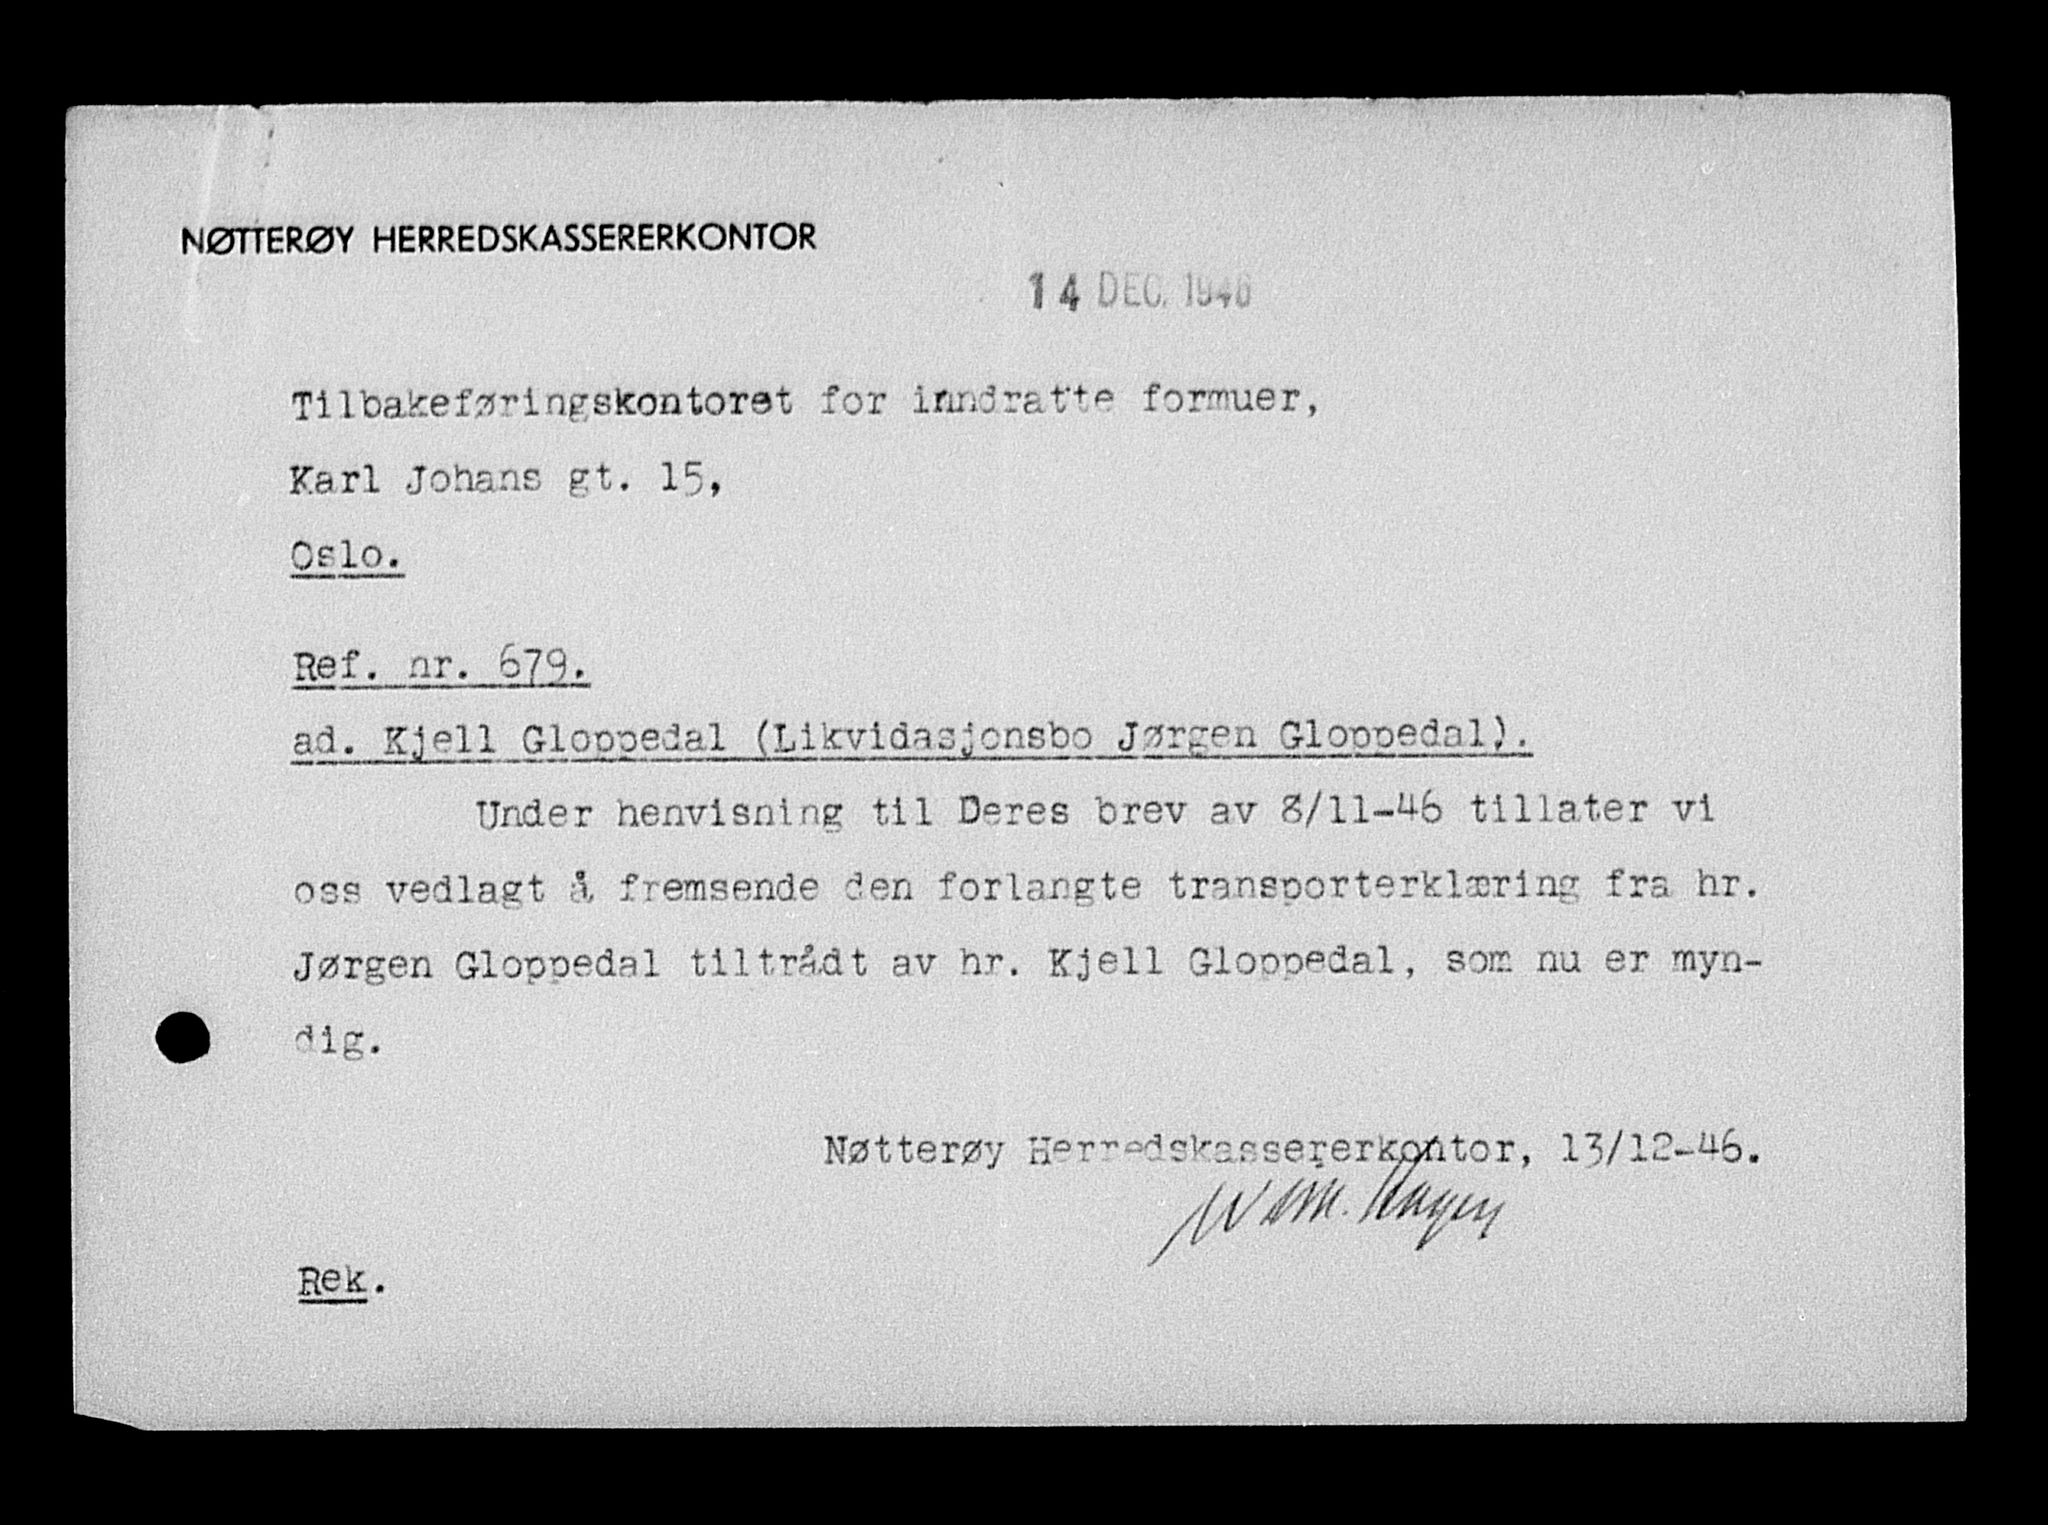 NØTTERØY HERREDSKASSERERKONTOR
14 DEC. 1946
Tilbakeføringskontoret for inndratte formuer,
Karl Johans gt. 15,
Oslo.
Ref. nr. 679.
ad. Kjell Gloppedal (Likvidasjonsbo Jørgen Gloppedal).
Under henvisning til Deres brev av 8/11-46 tillater vi
oss vedlagt å fremsende den forlangte transporterklæring fra hr.
Jørgen Gloppedal tiltrådt av hr. Kjell Gloppedal, som nu er myn-
dig.
Nøtterøy Herredskassererkontor, 13/12-46.
Rek.